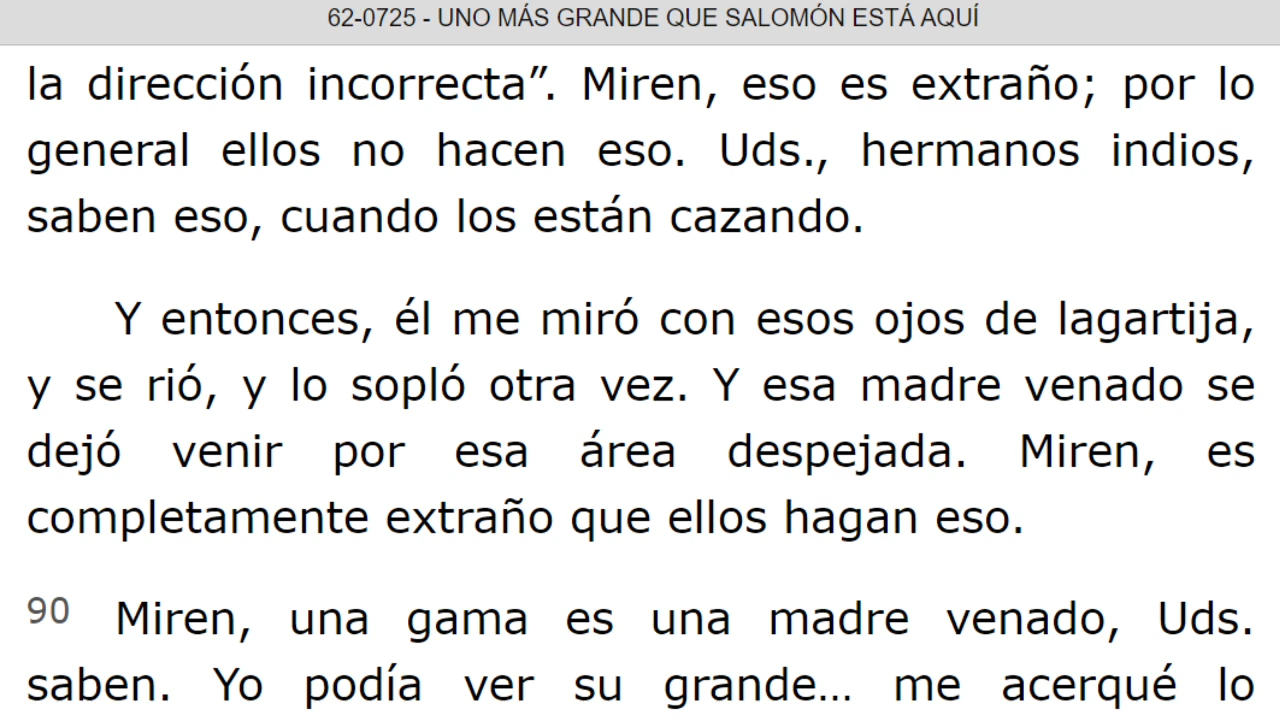 62-0725 - UNO MÁS GRANDE QUE SALOMÓN ESTÁ AQUÍ
la dirección incorrecta”. Miren, eso es extraño; por lo
general ellos no hacen eso. Uds., hermanos indios,
saben eso, cuando los están cazando.
Y entonces, él me miró con esos ojos de lagartija,
y se rió, y lo sopló otra vez. Y esa madre venado se
dejó venir por esa área despejada. Miren, es
completamente extraño que ellos hagan eso.
90 Miren, una gama es una madre venado, Uds.
saben. Yo podía ver su grande… me acerqué lo